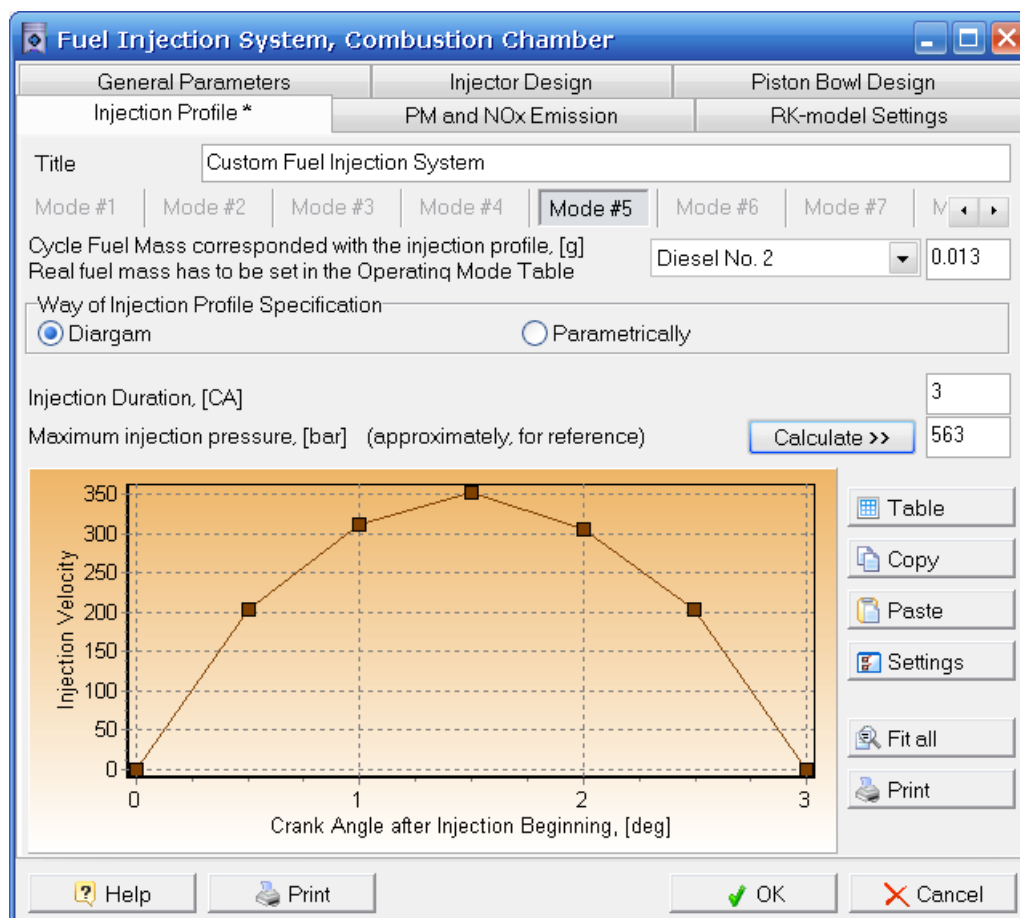 Fuel Injection System, Combustion Chamber
General Parameters Injector Design Piston Bowl Design
Injection Profile * PM and NOx Emission RK-model Settings
Title Custom Fuel Injection System
Mode #1 Mode #2 Mode #3 Mode #4 Mode #5 Mode #6 Mode #7 M
Cycle Fuel Mass corresponded with the injection profile, [g]
Real fuel mass has to be set in the Operating Mode Table
Diesel No. 2 0.013
Way of Injection Profile Specification
Diargam Parametrically
Injection Duration, [CA] 3
Maximum injection pressure, [bar] (approximately, for reference) Calculate >> 563
Injection Velocity
350
300
250
200
150
100
50
0
0 1 2 3
Crank Angle after Injection Beginning, [deg]
Table
Copy
Paste
Settings
Fit all
Print
Help Print OK Cancel